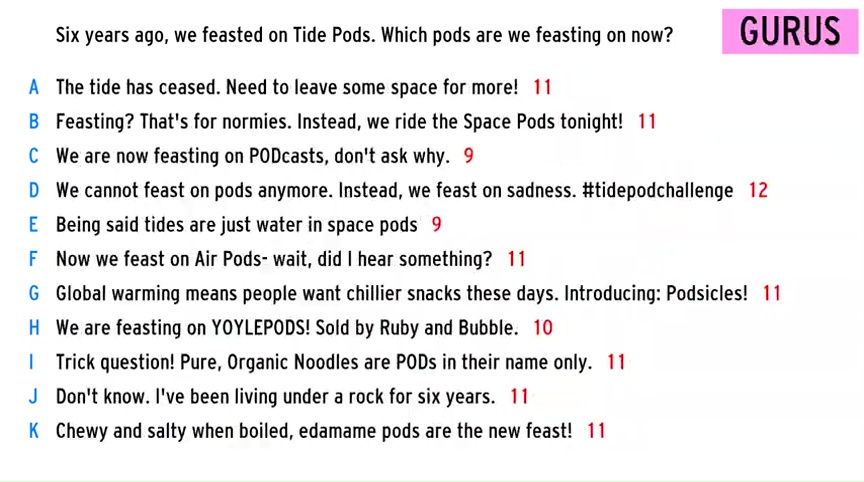 Six years ago, we feasted on Tide Pods. Which pods are we feasting on now?
GURUS
A The tide has ceased. Need to leave some space for more! 11
B Feasting? That's for normies. Instead, we ride the Space Pods tonight! 11
C We are now feasting on PODcasts, don't ask why. 9
D We cannot feast on pods anymore. Instead, we feast on sadness. #tidepodchallenge 12
E Being said tides are just water in space pods 9
F Now we feast on Air Pods- wait, did I hear something? 11
G Global warming means people want chillier snacks these days. Introducing: Podsicles! 11
H We are feasting on YOYLEPODS! Sold by Ruby and Bubble. 10
I Trick question! Pure, Organic Noodles are PODs in their name only. 11
J Don't know. I've been living under a rock for six years. 11
K Chewy and salty when boiled, edamame pods are the new feast! 11